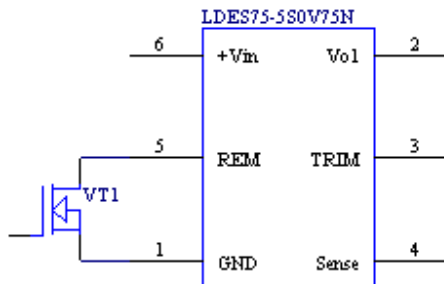 LDES75-5S0V75N
6 +Vin Vo1 2
5 REM TRIM 3
VT1
1 GND Sense 4